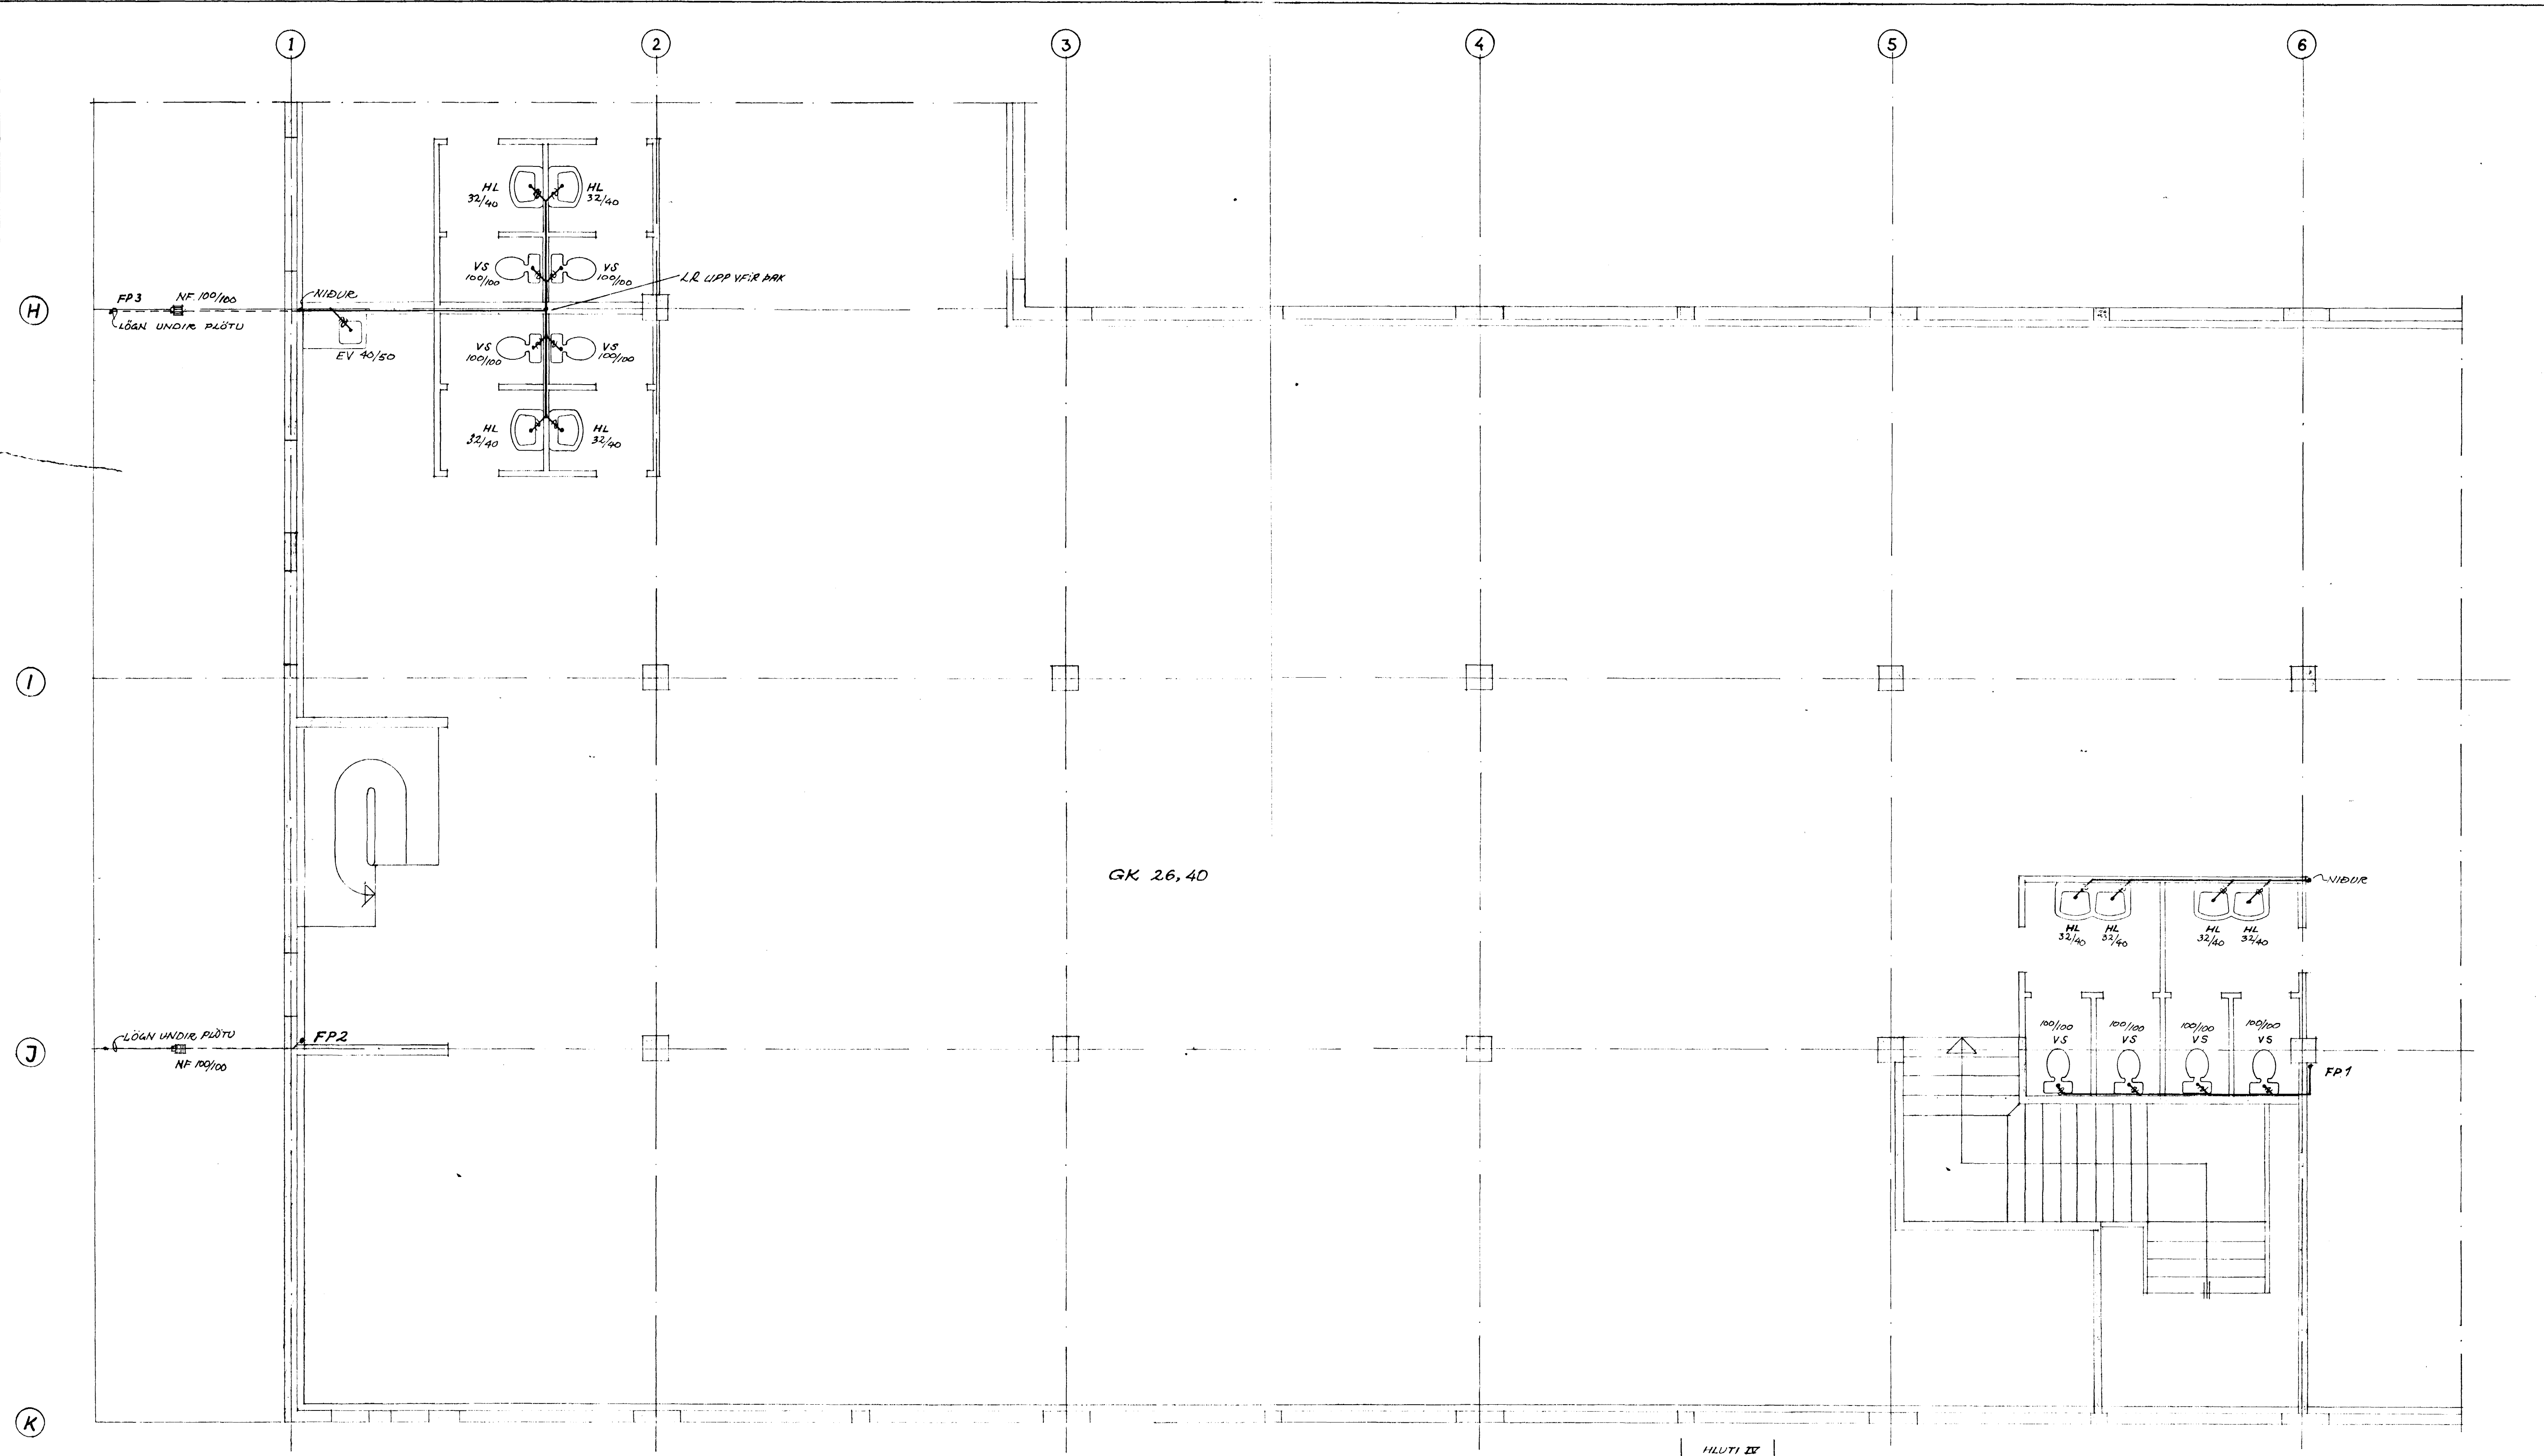 1 2 3 4 5 6
HL
32/40
HL
32/40
VS
100/100
VS
100/100
LR UPP YFIR ÞAK
H
FP3
NF. 100/100
LÖGN UNDIR PLÖTU
NIÐUR
EV 40/50
VS
100/100
VS
100/100
HL
32/40
HL
32/40
I
GK 26,40
NIÐUR
HL
32/40
HL
32/40
HL
32/40
HL
32/40
J
LÖGN UNDIR PLÖTU
NF 100/100
FP2
100/100
VS
100/100
VS
100/100
VS
100/100
VS
FP1
K
HLUTI IV